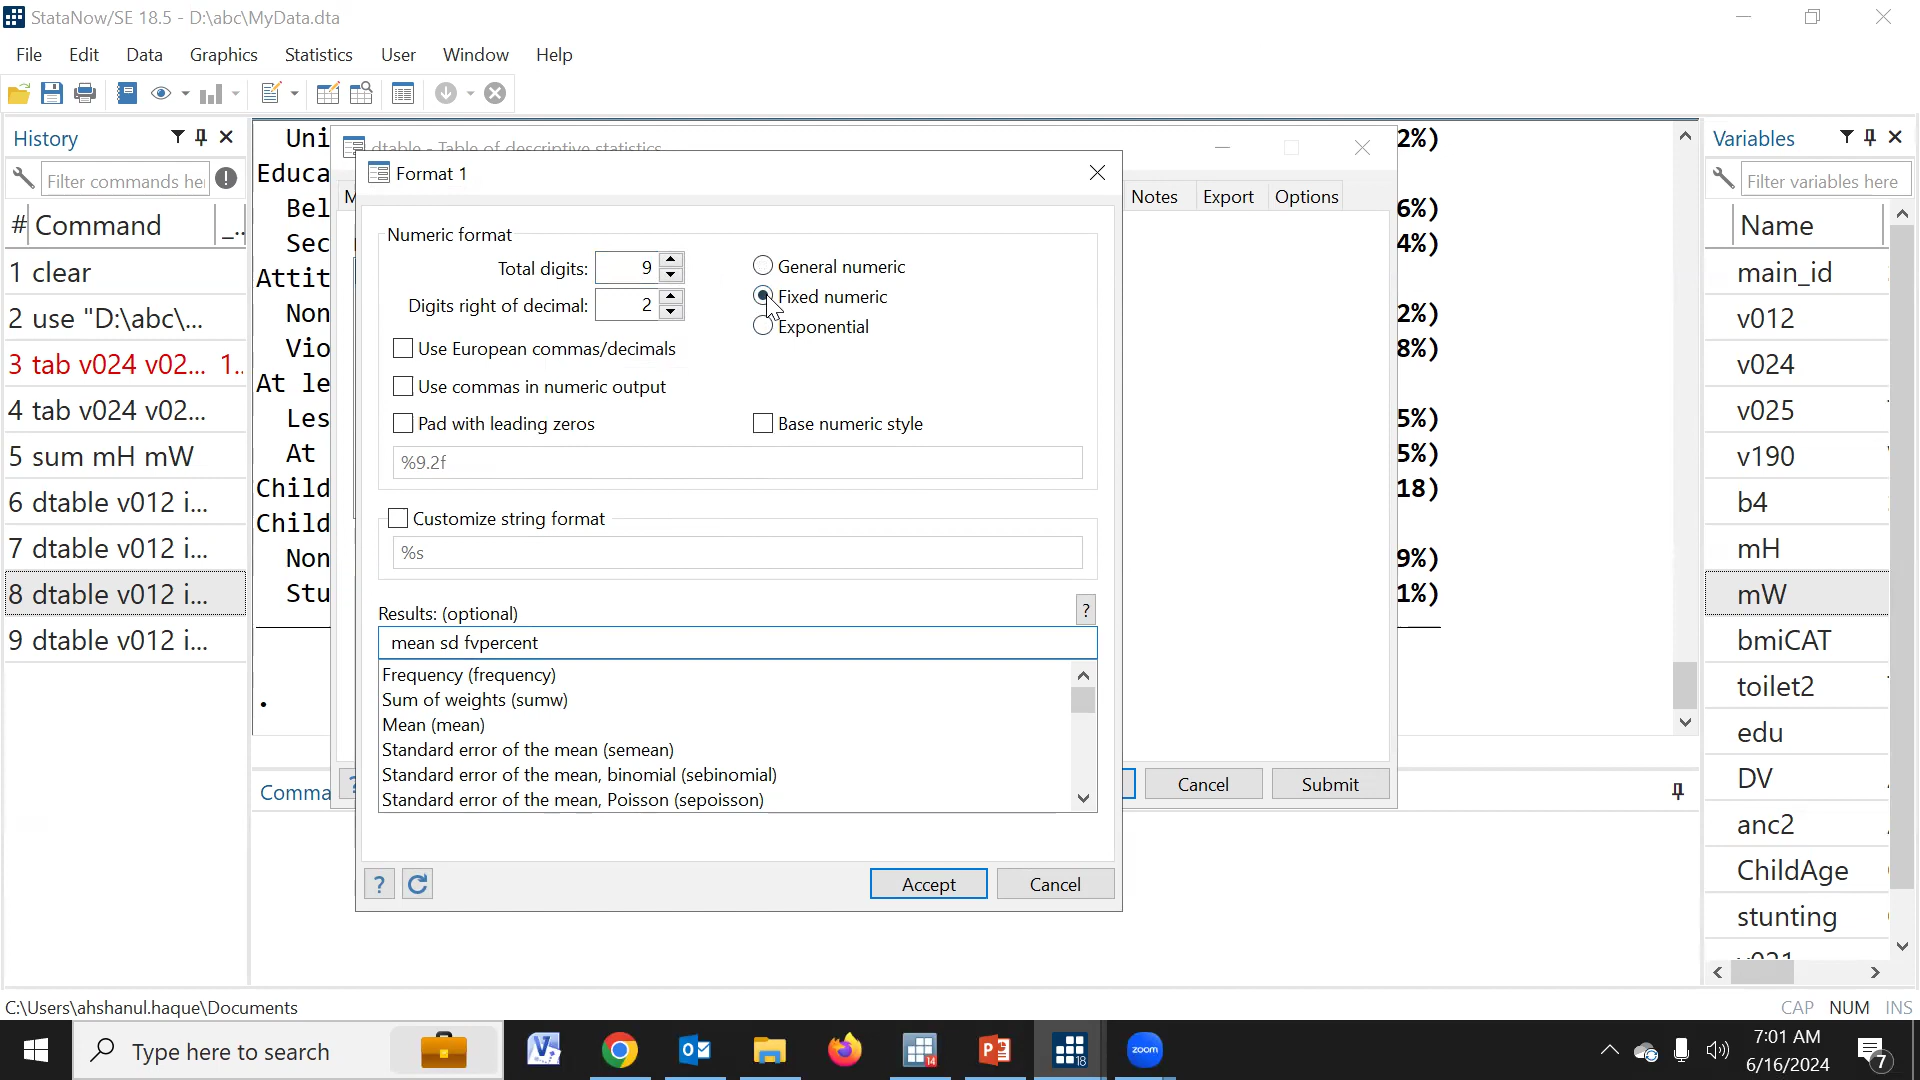 StataNow/SE 18.5 - D:\abc\MyData.dta
File Edit Data Graphics Statistics User Window Help
History
Filter commands he
# Command _..
1 clear
2 use "D:\abc\...
3 tab v024 v02... 1..
4 tab v024 v02...
5 sum mH mW
6 dtable v012 i...
7 dtable v012 i...
8 dtable v012 i...
9 dtable v012 i...
Uni
Educa
Bel
Sec
Attit
Non
Vio
At le
Les
At
Child
Child
Non
Stu
.
Comma
dtable - Table of descriptive statistics
M
Notes Export Options
Cancel Submit
2%)
6%)
4%)
2%)
8%)
5%)
5%)
18)
9%)
1%)
Format 1
Numeric format
Total digits: 9
Digits right of decimal: 2
General numeric
Fixed numeric
Exponential
Use European commas/decimals
Use commas in numeric output
Pad with leading zeros
Base numeric style
%9.2f
Customize string format
%s
Results: (optional)
?
mean sd fvpercent
Frequency (frequency)
Sum of weights (sumw)
Mean (mean)
Standard error of the mean (semean)
Standard error of the mean, binomial (sebinomial)
Standard error of the mean, Poisson (sepoisson)
?
Accept Cancel
Variables
Filter variables here
Name
main_id
v012
v024
v025
v190
b4
mH
mW
bmiCAT
toilet2
edu
DV
anc2
ChildAge
stunting
v021
C:\Users\ahshanul.haque\Documents
CAP NUM INS
Type here to search
14
18
zoom
7:01 AM
6/16/2024
7